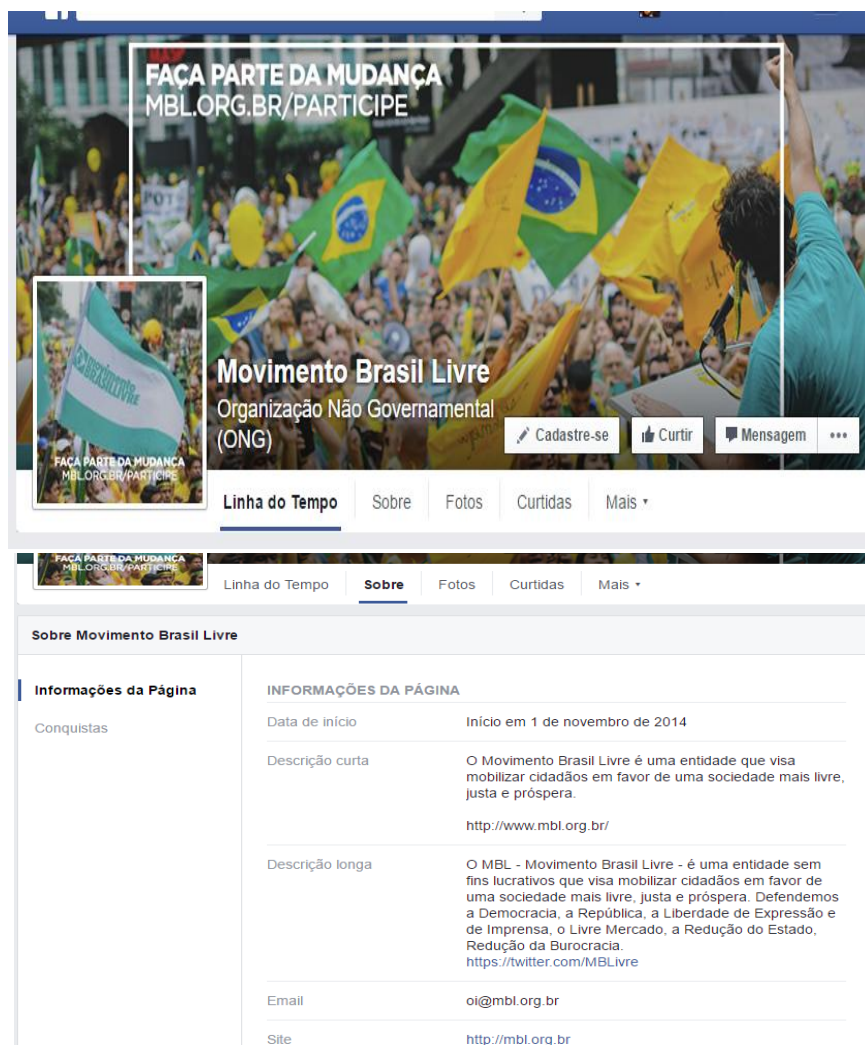 FAÇA PARTE DA MUDANÇA
MBL.ORG.BR/PARTICIPE
POTI
movimento
BRASIL LIVRE
FAÇA PARTE DA MUDANÇA
MBL.ORG.BR/PARTICIPE
Movimento Brasil Livre
Organização Não Governamental
(ONG)
Cadastre-se
Curtir
Mensagem
Linha do Tempo Sobre Fotos Curtidas Mais
FAÇA PARTE DA MUDANÇA
MBL.ORG.BR/PARTICIPE
Linha do Tempo Sobre Fotos Curtidas Mais
Sobre Movimento Brasil Livre
Informações da Página
Conquistas
INFORMAÇÕES DA PÁGINA
Data de início Início em 1 de novembro de 2014
Descrição curta O Movimento Brasil Livre é uma entidade que visa
mobilizar cidadãos em favor de uma sociedade mais livre,
justa e próspera.
http://www.mbl.org.br/
Descrição longa O MBL - Movimento Brasil Livre - é uma entidade sem
fins lucrativos que visa mobilizar cidadãos em favor de
uma sociedade mais livre, justa e próspera. Defendemos
a Democracia, a República, a Liberdade de Expressão e
de Imprensa, o Livre Mercado, a Redução do Estado,
Redução da Burocracia.
https://twitter.com/MBLivre
Email oi@mbl.org.br
Site http://mbl.org.br